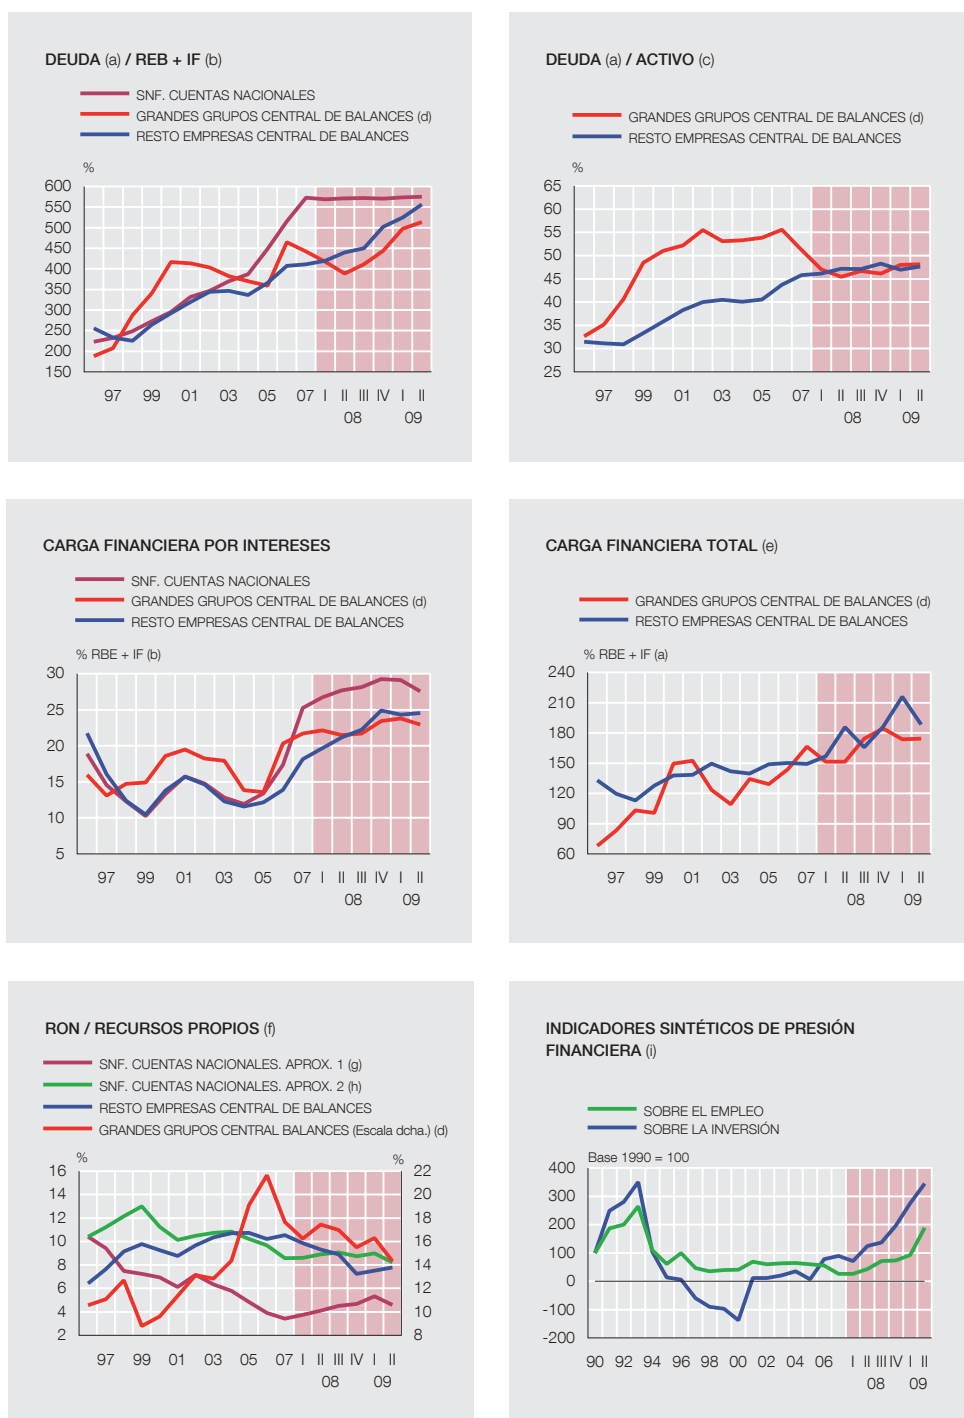 DEUDA (a) / REB + IF (b)
SNF. CUENTAS NACIONALES
GRANDES GRUPOS CENTRAL DE BALANCES (d)
RESTO EMPRESAS CENTRAL DE BALANCES
%
600
550
500
450
400
350
300
250
200
150
97 99 01 03 05 07 I II III IV I II
08 09
DEUDA (a) / ACTIVO (c)
GRANDES GRUPOS CENTRAL DE BALANCES (d)
RESTO EMPRESAS CENTRAL DE BALANCES
%
65
60
55
50
45
40
35
30
25
97 99 01 03 05 07 I II III IV I II
08 09
CARGA FINANCIERA POR INTERESES
SNF. CUENTAS NACIONALES
GRANDES GRUPOS CENTRAL DE BALANCES (d)
RESTO EMPRESAS CENTRAL DE BALANCES
% RBE + IF (b)
30
25
20
15
10
5
97 99 01 03 05 07 I II III IV I II
08 09
CARGA FINANCIERA TOTAL (e)
GRANDES GRUPOS CENTRAL DE BALANCES (d)
RESTO EMPRESAS CENTRAL DE BALANCES
% RBE + IF (a)
240
210
180
150
120
90
60
97 99 01 03 05 07 I II III IV I II
08 09
RON / RECURSOS PROPIOS (f)
SNF. CUENTAS NACIONALES. APROX. 1 (g)
SNF. CUENTAS NACIONALES. APROX. 2 (h)
RESTO EMPRESAS CENTRAL DE BALANCES
GRANDES GRUPOS CENTRAL BALANCES (Escala dcha.) (d)
% %
16 22
14 20
12 18
10 16
8 14
6 12
4 10
2 8
97 99 01 03 05 07 I II III IV I II
08 09
INDICADORES SINTÉTICOS DE PRESIÓN
FINANCIERA (i)
SOBRE EL EMPLEO
SOBRE LA INVERSIÓN
Base 1990 = 100
400
300
200
100
0
-100
-200
90 92 94 96 98 00 02 04 06 I II III IV I II
08 09